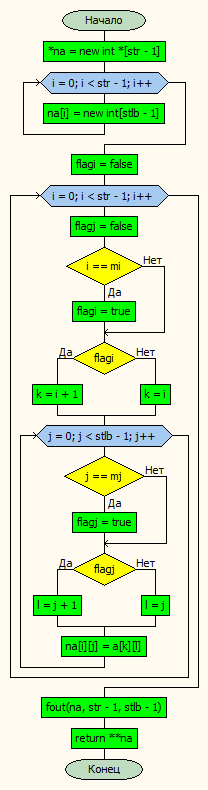 Начало
*na = new int *[str - 1]
i = 0; i < str - 1; i++
na[i] = new int[stlb - 1]
flagi = false
i = 0; i < str - 1; i++
flagj = false
i == mi
Нет
Да
flagi = true
Да
flagi
Нет
k = i + 1
k = i
j = 0; j < stlb - 1; j++
j == mj
Нет
Да
flagj = true
Да
flagj
Нет
l = j + 1
l = j
na[i][j] = a[k][l]
fout(na, str - 1, stlb - 1)
return **na
Конец